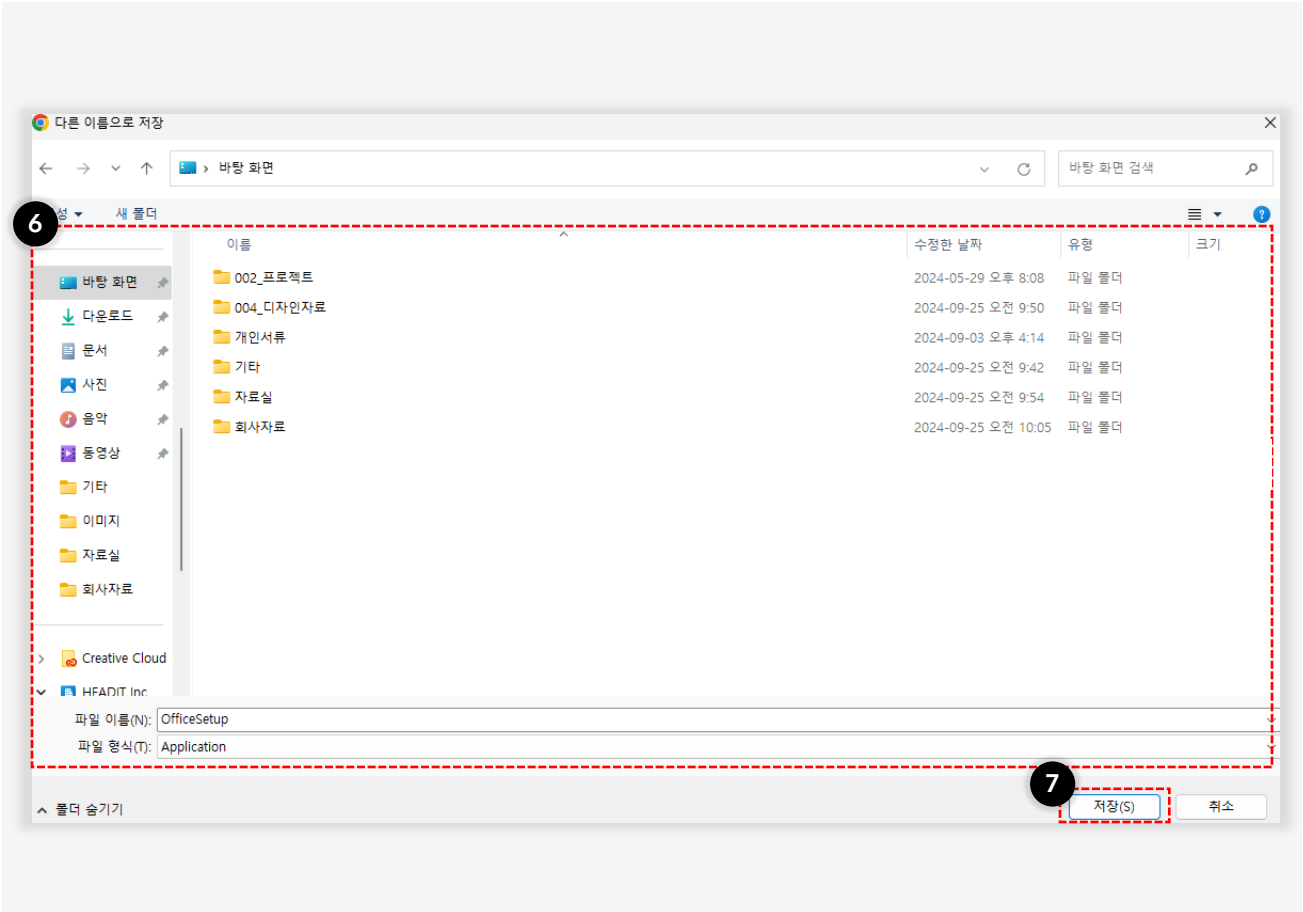 다른 이름으로 저장
바탕 화면
바탕 화면 검색
6
성
새 폴더
이름
수정한 날짜
유형
크기
바탕 화면
다운로드
문서
사진
음악
동영상
기타
이미지
자료실
회사자료
Creative Cloud
HEADIT Inc
002_프로젝트 2024-05-29 오후 8:08 파일 폴더
004_디자인자료 2024-09-25 오전 9:50 파일 폴더
개인서류 2024-09-03 오후 4:14 파일 폴더
기타 2024-09-25 오전 9:42 파일 폴더
자료실 2024-09-25 오전 9:54 파일 폴더
회사자료 2024-09-25 오전 10:05 파일 폴더
파일 이름(N): OfficeSetup
파일 형식(T): Application
7
폴더 숨기기
저장(S)
취소